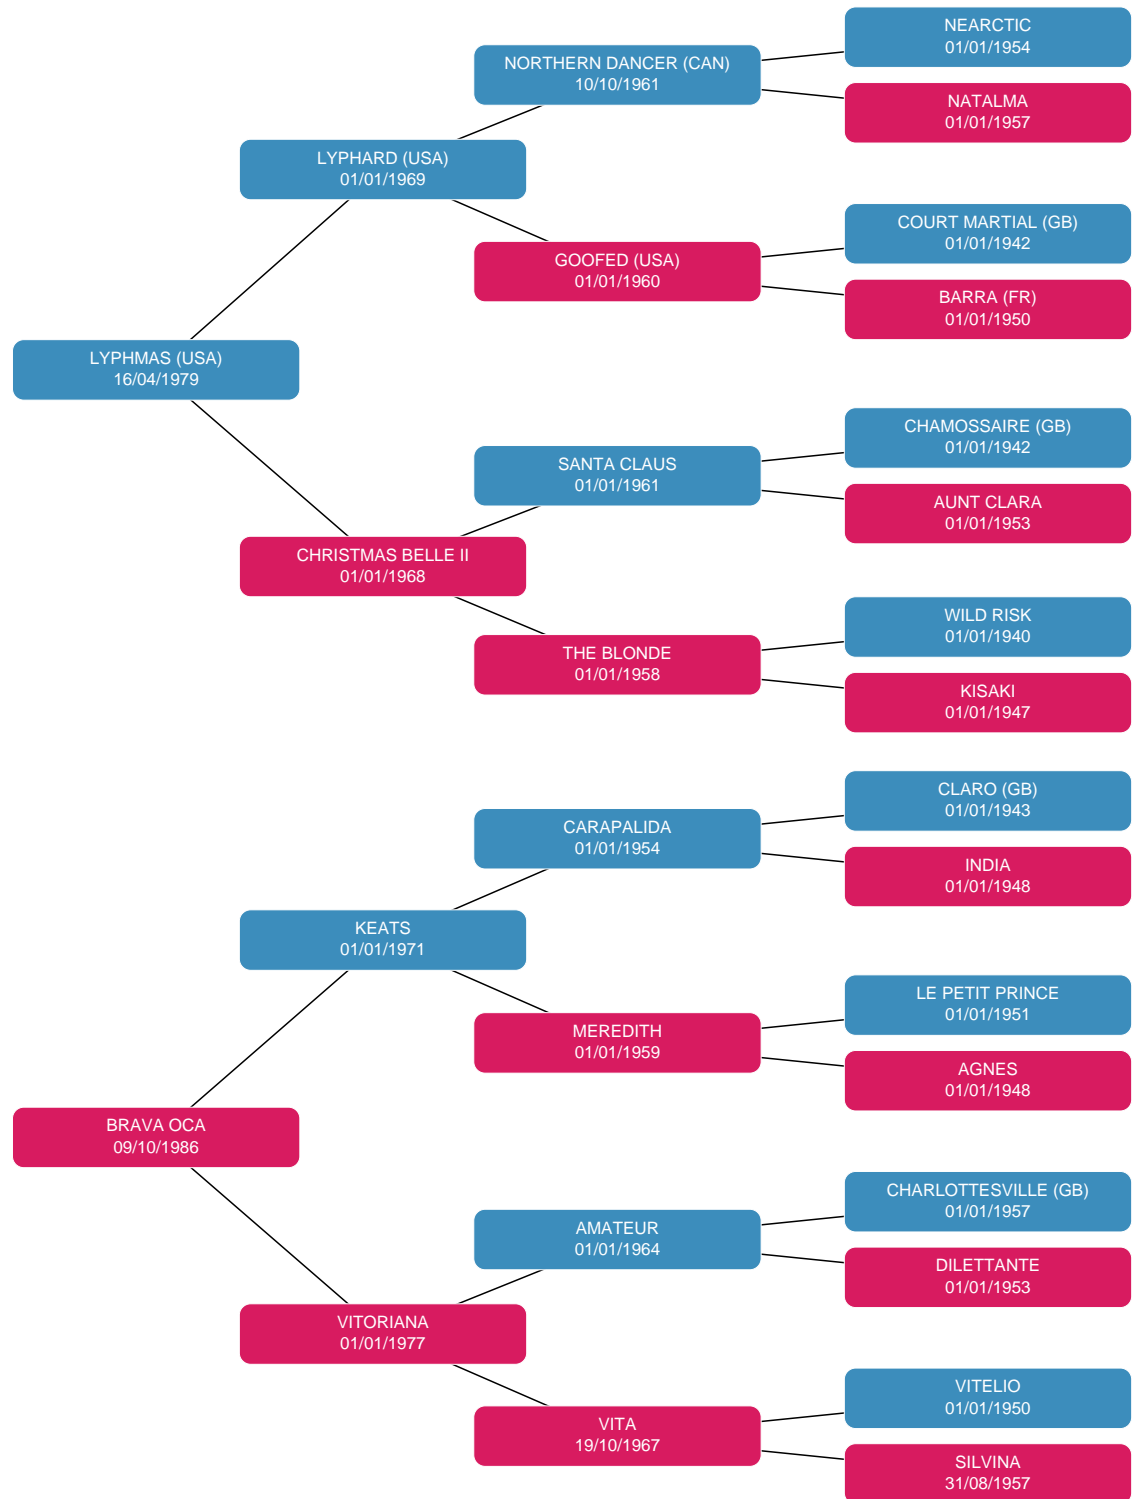 NEARCTIC
01/01/1954
NORTHERN DANCER (CAN)
10/10/1961
NATALMA
01/01/1957
LYPHARD (USA)
01/01/1969
COURT MARTIAL (GB)
01/01/1942
GOOFED (USA)
01/01/1960
BARRA (FR)
01/01/1950
LYPHMAS (USA)
16/04/1979
CHAMOSSAIRE (GB)
01/01/1942
SANTA CLAUS
01/01/1961
AUNT CLARA
01/01/1953
CHRISTMAS BELLE II
01/01/1968
WILD RISK
01/01/1940
THE BLONDE
01/01/1958
KISAKI
01/01/1947
CLARO (GB)
01/01/1943
CARAPALIDA
01/01/1954
INDIA
01/01/1948
KEATS
01/01/1971
LE PETIT PRINCE
01/01/1951
MEREDITH
01/01/1959
AGNES
01/01/1948
BRAVA OCA
09/10/1986
CHARLOTTESVILLE (GB)
01/01/1957
AMATEUR
01/01/1964
DILETTANTE
01/01/1953
VITORIANA
01/01/1977
VITELIO
01/01/1950
VITA
19/10/1967
SILVINA
31/08/1957